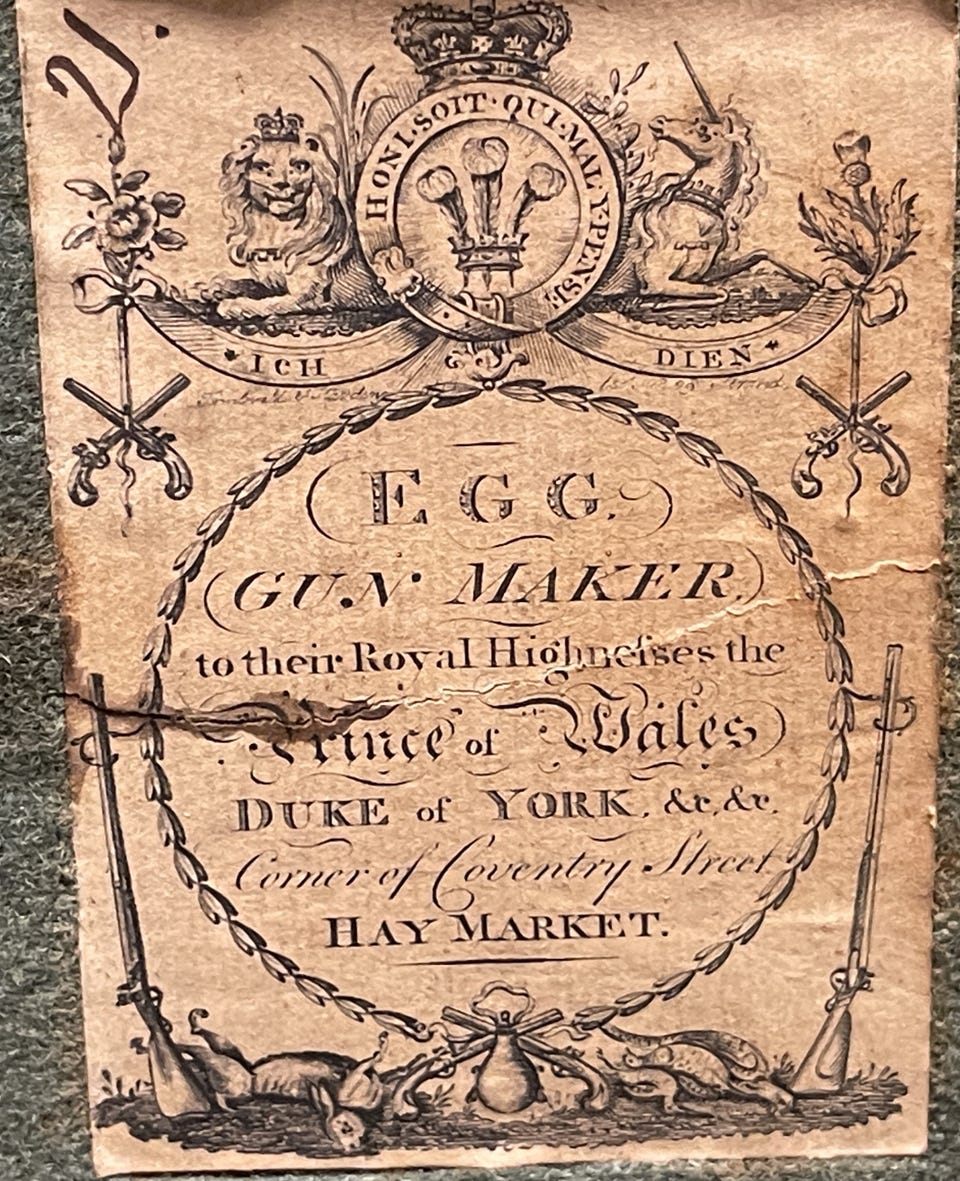 HONI·SOIT·QUI·MAL·Y·PENSE
ICH DIEN
Strand.
EGG.
GUN MAKER,
to their Royal Highneſses the
Prince of Wales
DUKE of YORK, &c, &c.
Corner of Coventry Street
HAY MARKET.